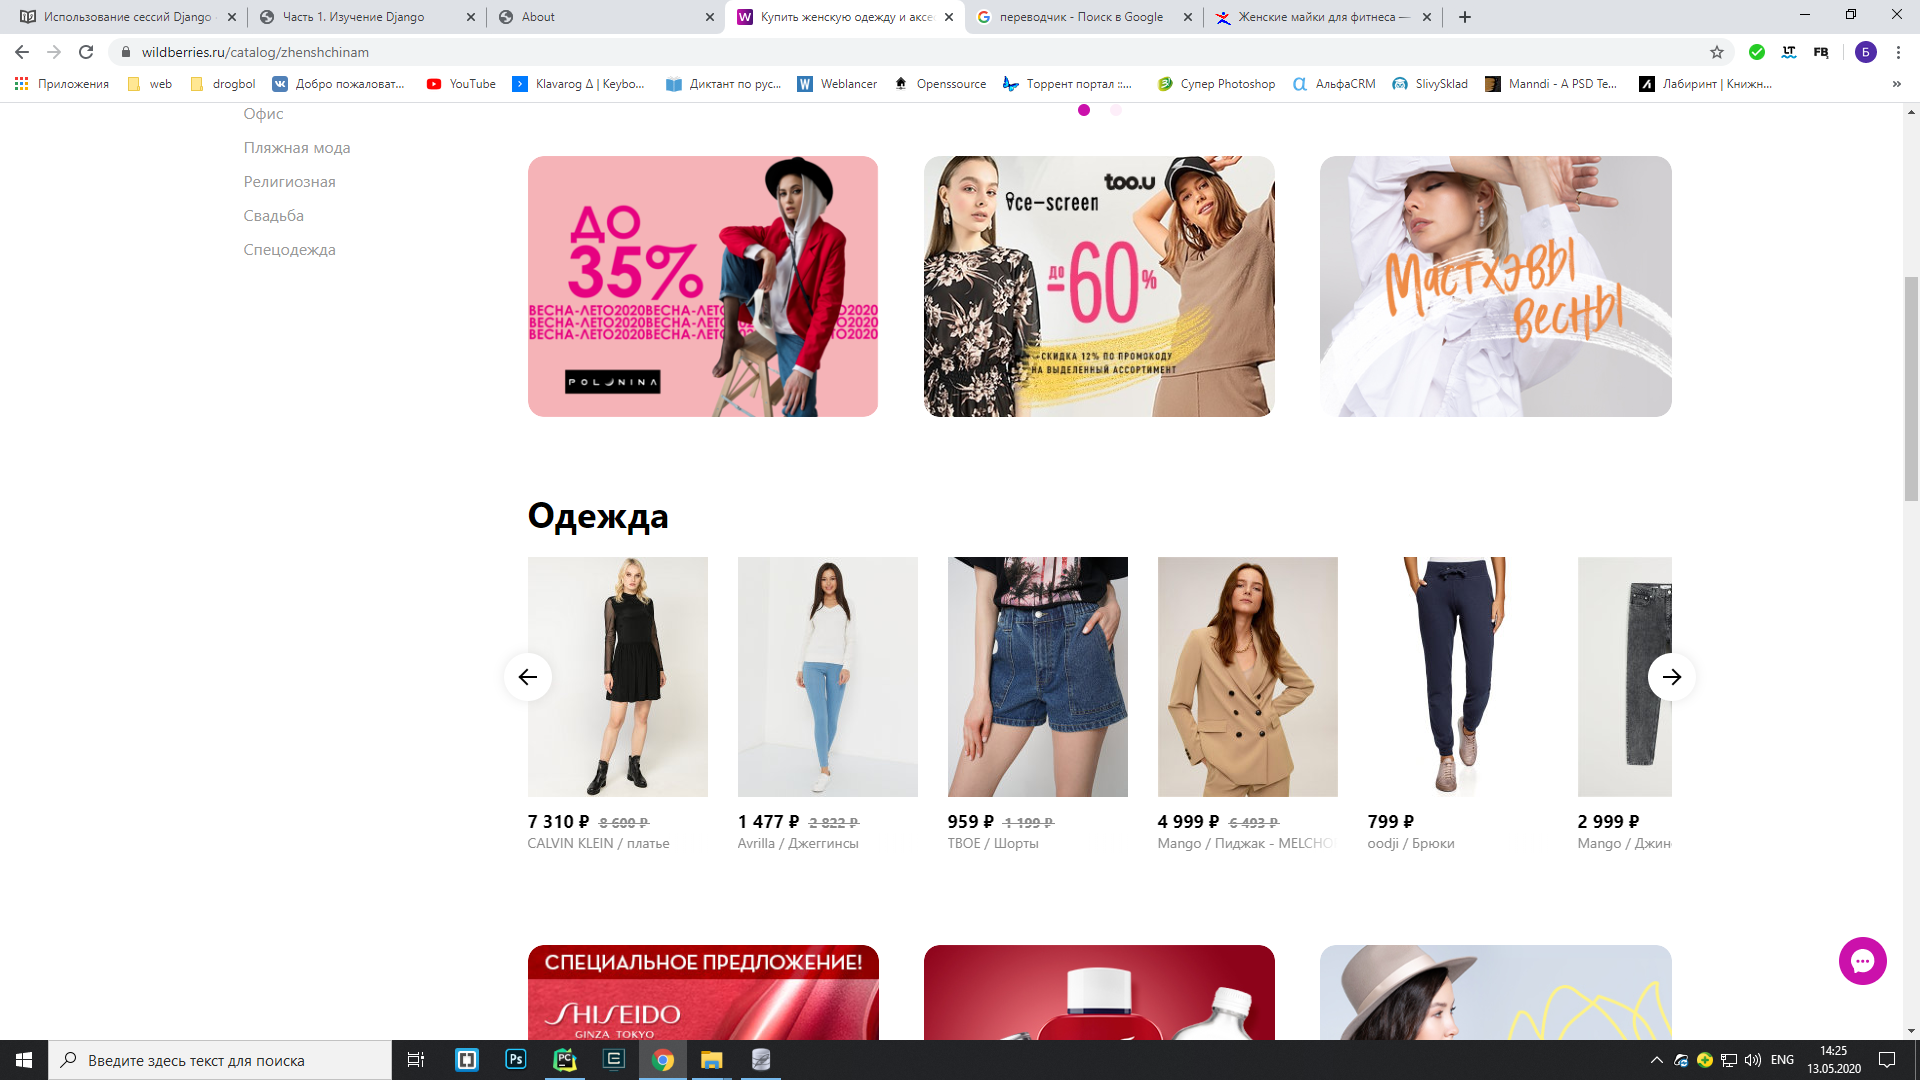 Использование сессий Django
Часть 1. Изучение Django
About
Купить женскую одежду и аксе
переводчик - Поиск в Google
Женские майки для фитнеса —
wildberries.ru/catalog/zhenshchinam
Приложения
web
drogbol
Добро пожаловат...
YouTube
Klavarog Δ | Keybo...
Диктант по рус...
Weblancer
Openssource
Торрент портал ::...
Супер Photoshop
АльфаCRM
SlivySklad
Manndi - A PSD Te...
Лабиринт | Книжн...
Офис
Пляжная мода
Религиозная
Свадьба
Спецодежда
ДО
35%
ВЕСНА-ЛЕТО2020ВЕСНА-ЛЕТО2020
ВЕСНА-ЛЕТО2020ВЕСНА-ЛЕТО2020
ВЕСНА-ЛЕТО2020ВЕСНА-ЛЕТО2020
POLUNINA
too.u
ice-screen
до
-60%
СКИДКА 12% ПО ПРОМОКОДУ
НА ВЫДЕЛЕННЫЙ АССОРТИМЕНТ
Мастхэвы
весны
Одежда
7 310 ₽ 8 600 ₽
CALVIN KLEIN / платье
1 477 ₽ 2 822 ₽
Avrilla / Джеггинсы
959 ₽ 1 199 ₽
ТВОЕ / Шорты
4 999 ₽ 6 493 ₽
Mango / Пиджак - MELCHO
799 ₽
oodji / Брюки
2 999 ₽
Mango / Джин
СПЕЦИАЛЬНОЕ ПРЕДЛОЖЕНИЕ!
SHISEIDO
GINZA TOKYO
Введите здесь текст для поиска
ENG
14:25
13.05.2020